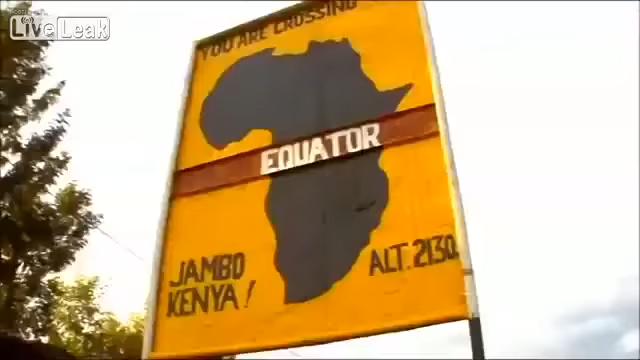 LiveLeak
YOU ARE CROSSING
EQUATOR
JAMBO
KENYA!
ALT. 2130.